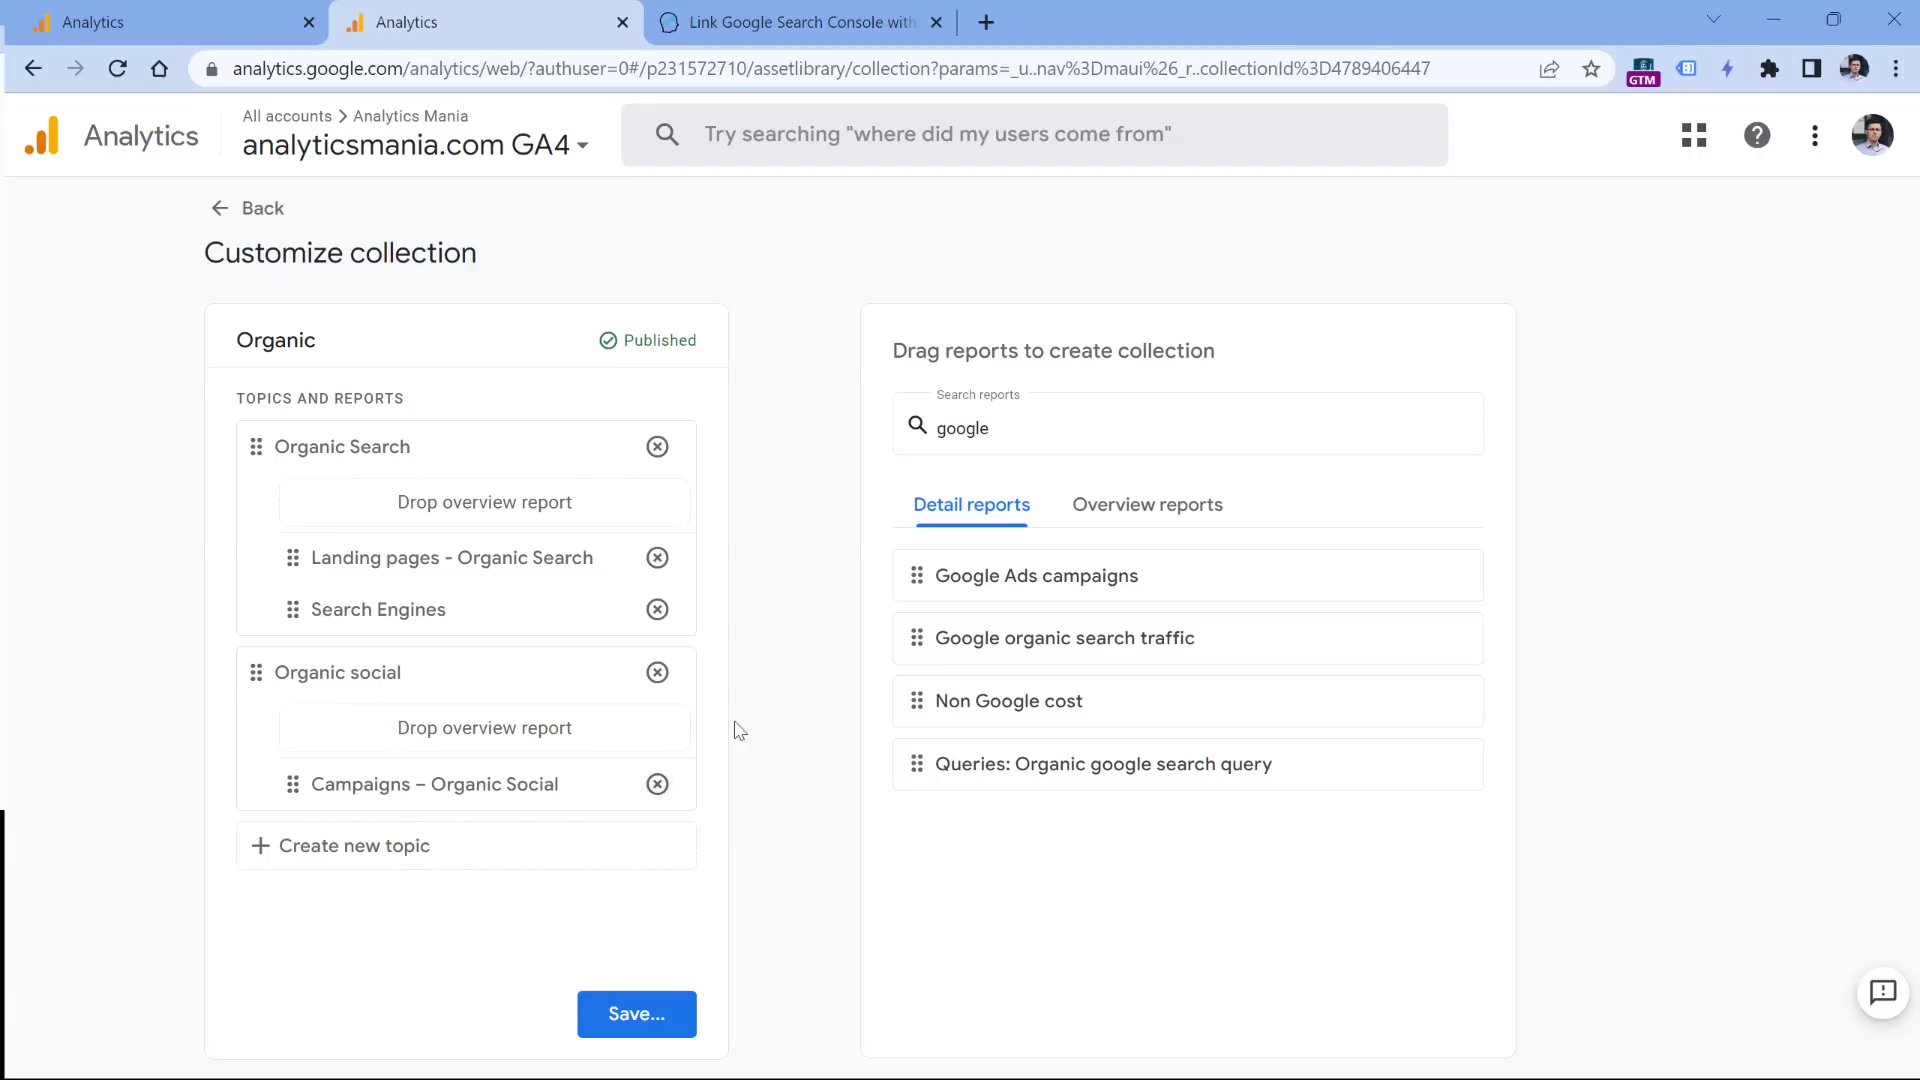 Analytics
Analytics
Link Google Search Console with
analytics.google.com/analytics/web/?authuser=0#/p231572710/assetlibrary/collection?params=_u..nav%3Dmaui%26_r..collectionId%3D4789406447
GTM
Analytics
All accounts > Analytics Mania
analyticsmania.com GA4
Try searching "where did my users come from"
Back
Customize collection
Organic
Published
TOPICS AND REPORTS
Organic Search
Drop overview report
Landing pages - Organic Search
Search Engines
Organic social
Drop overview report
Campaigns – Organic Social
+ Create new topic
Save...
Drag reports to create collection
Search reports
google
Detail reports
Overview reports
Google Ads campaigns
Google organic search traffic
Non Google cost
Queries: Organic google search query